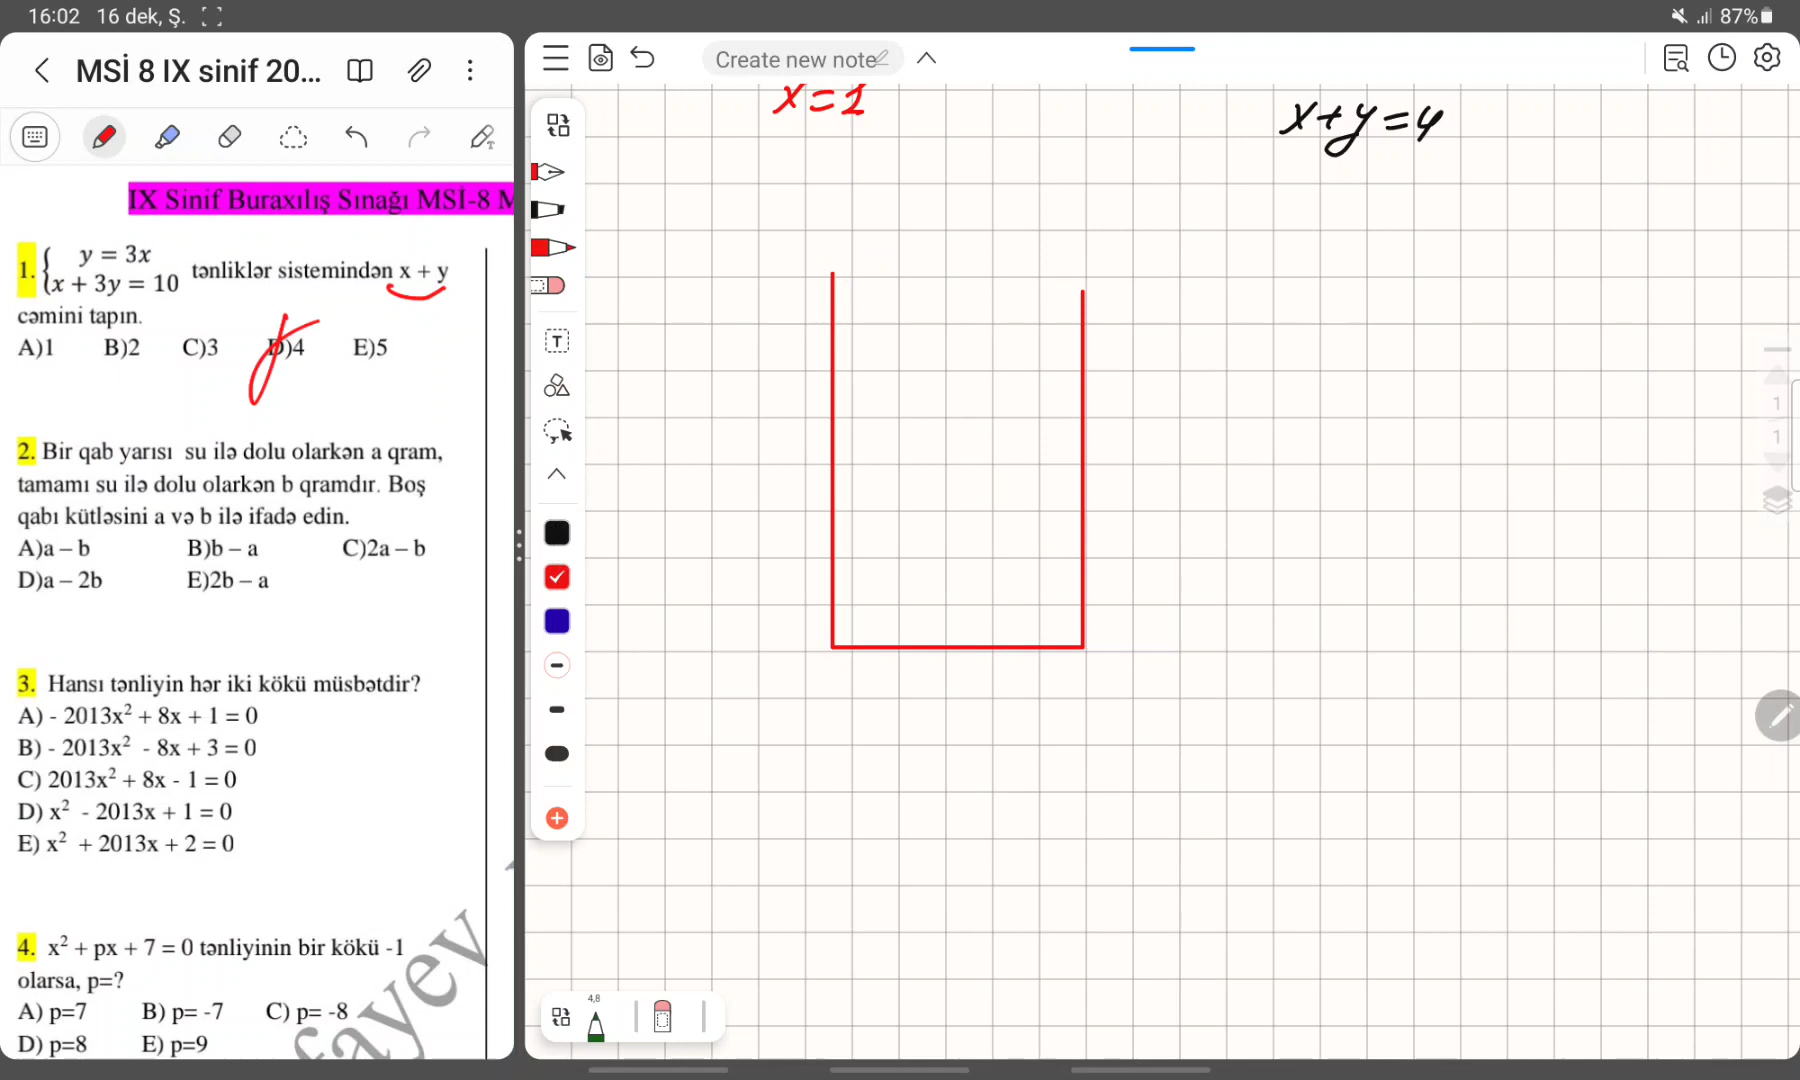 16:02 16 dek, Ş.
87%
MSİ 8 IX sinif 20...
IX Sinif Buraxılış Sınağı MSİ-8 M
1. { y = 3x
x + 3y = 10 tənliklər sistemindən x + y
cəmini tapın.
A)1 B)2 C)3 D)4 E)5
2. Bir qab yarısı su ilə dolu olarkən a qram,
tamamı su ilə dolu olarkən b qramdır. Boş
qabı kütləsini a və b ilə ifadə edin.
A)a – b B)b – a C)2a – b
D)a – 2b E)2b – a
3. Hansı tənliyin hər iki kökü müsbətdir?
A) - 2013x² + 8x + 1 = 0
B) - 2013x² - 8x + 3 = 0
C) 2013x² + 8x - 1 = 0
D) x² - 2013x + 1 = 0
E) x² + 2013x + 2 = 0
4. x² + px + 7 = 0 tənliyinin bir kökü -1
olarsa, p=?
A) p=7 B) p= -7 C) p= -8
D) p=8 E) p=9
fayev
Create new note
x=1
x+y=4
T
1
1
4,8